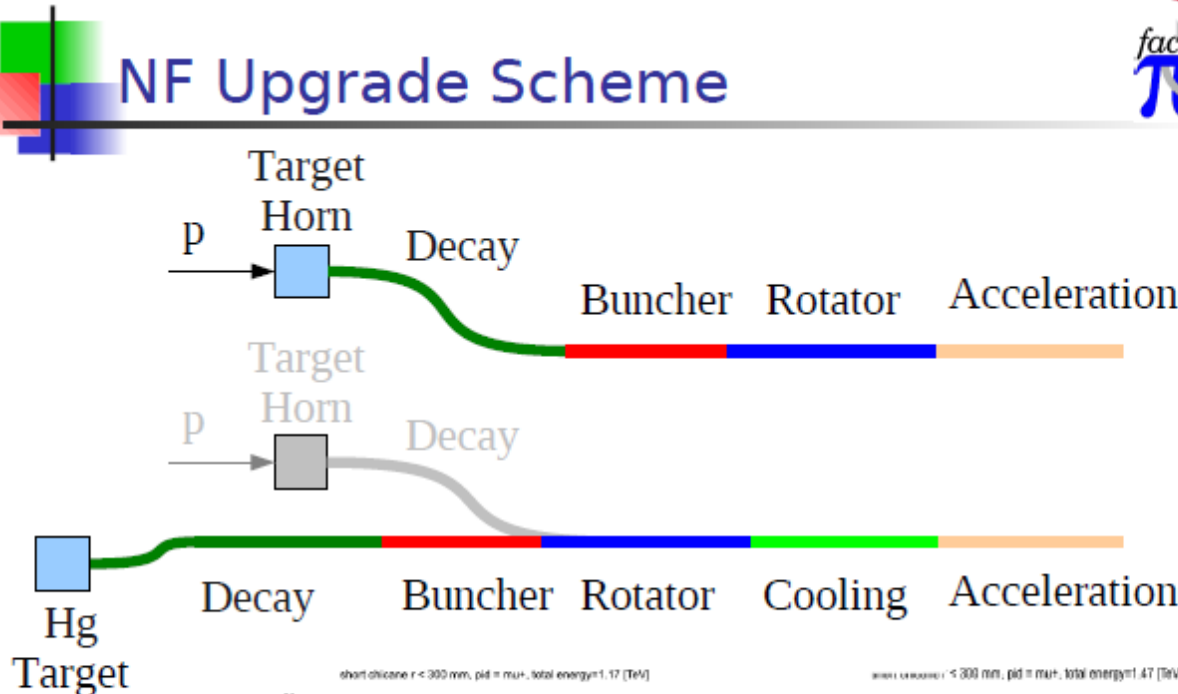 NF Upgrade Scheme
fac
Target
Horn
p
Decay
Buncher Rotator Acceleration
Target
Horn
p
Decay
Decay Buncher Rotator Cooling Acceleration
Hg
Target
short chicane r < 300 mm, pid = mu+, total energy=1.17 [TeV]
< 300 mm, pid = mu+, total energy=1.47 [TeV